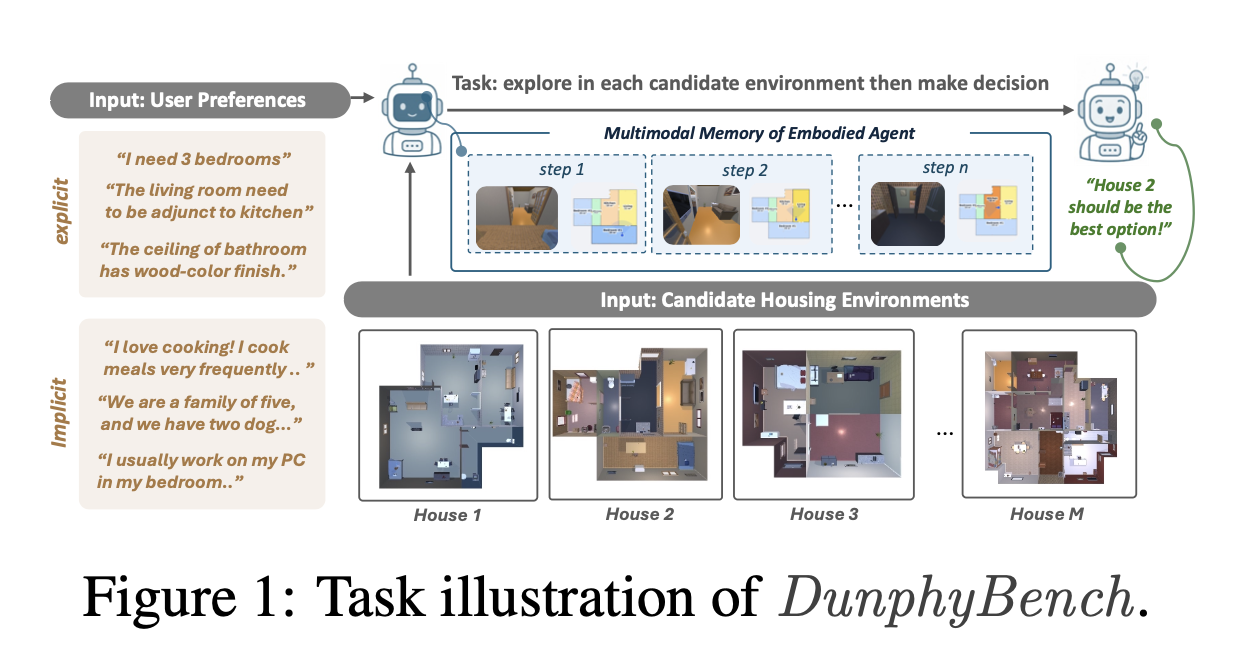 Input: User Preferences
Task: explore in each candidate environment then make decision
Multimodal Memory of Embodied Agent
explicit
“I need 3 bedrooms”
“The living room need
to be adjunct to kitchen”
“The ceiling of bathroom
has wood-color finish.”
step 1
step 2
...
step n
“House 2
should be the
best option!”
Input: Candidate Housing Environments
Implicit
“I love cooking! I cook
meals very frequently . . ”
“We are a family of five,
and we have two dog...”
“I usually work on my PC
in my bedroom..”
...
House 1
House 2
House 3
House M
Figure 1: Task illustration of DunphyBench.